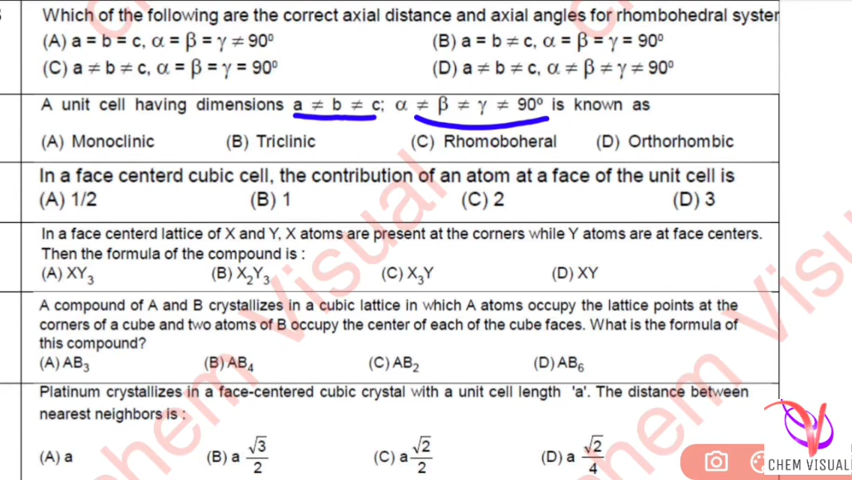 Which of the following are the correct axial distance and axial angles for rhombohedral syster
(A) a = b = c, α = β = γ ≠ 90º (B) a = b ≠ c, α = β = γ = 90º
(C) a ≠ b ≠ c, α = β = γ = 90º (D) a ≠ b ≠ c, α ≠ β ≠ γ ≠ 90º
A unit cell having dimensions a ≠ b ≠ c; α ≠ β ≠ γ ≠ 90º is known as
(A) Monoclinic (B) Triclinic (C) Rhomoboheral (D) Orthorhombic
In a face centerd cubic cell, the contribution of an atom at a face of the unit cell is
(A) 1/2 (B) 1 (C) 2 (D) 3
In a face centerd lattice of X and Y, X atoms are present at the corners while Y atoms are at face centers.
Then the formula of the compound is :
(A) XY₃ (B) X₂Y₃ (C) X₃Y (D) XY
A compound of A and B crystallizes in a cubic lattice in which A atoms occupy the lattice points at the
corners of a cube and two atoms of B occupy the center of each of the cube faces. What is the formula of
this compound?
(A) AB₃ (B) AB₄ (C) AB₂ (D) AB₆
Platinum crystallizes in a face-centered cubic crystal with a unit cell length 'a'. The distance between
nearest neighbors is :
(A) a (B) a √3/2 (C) a √2/2 (D) a √2/4
CHEM VISUAL
Chem Visual